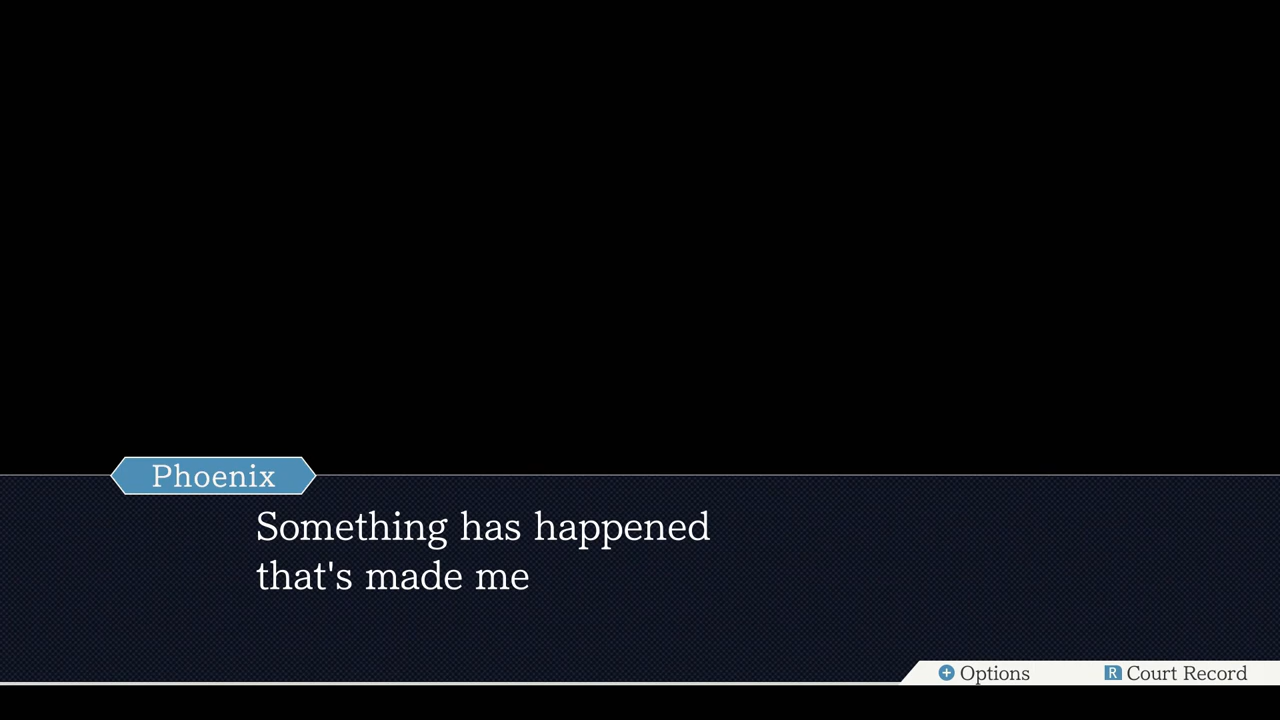 Phoenix
Something has happened
that's made me
Options
R Court Record